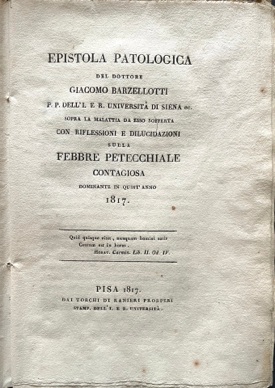 EPISTOLA PATOLOGICA
DEL DOTTORE
GIACOMO BARZELLOTTI
P. P. DELL'I. E R. UNIVERSITÀ DI SIENA ec.
SOPRA LA MALATTIA DA ESSO SOFFERTA
CON RIFLESSIONI E DILUCIDAZIONI
SULLA
FEBBRE PETECCHIALE
CONTAGIOSA
DOMINANTE IN QUEST'ANNO
1817.
Quid quisque vitet, nunquam homini satis
Cautum est in horas.
Horat. Carmin. Lib. II. Od. IV.
PISA 1817.
DAI TORCHI DI RANIERI PROSPERI
STAMP. DELL'I. E R. UNIVERSITÀ.